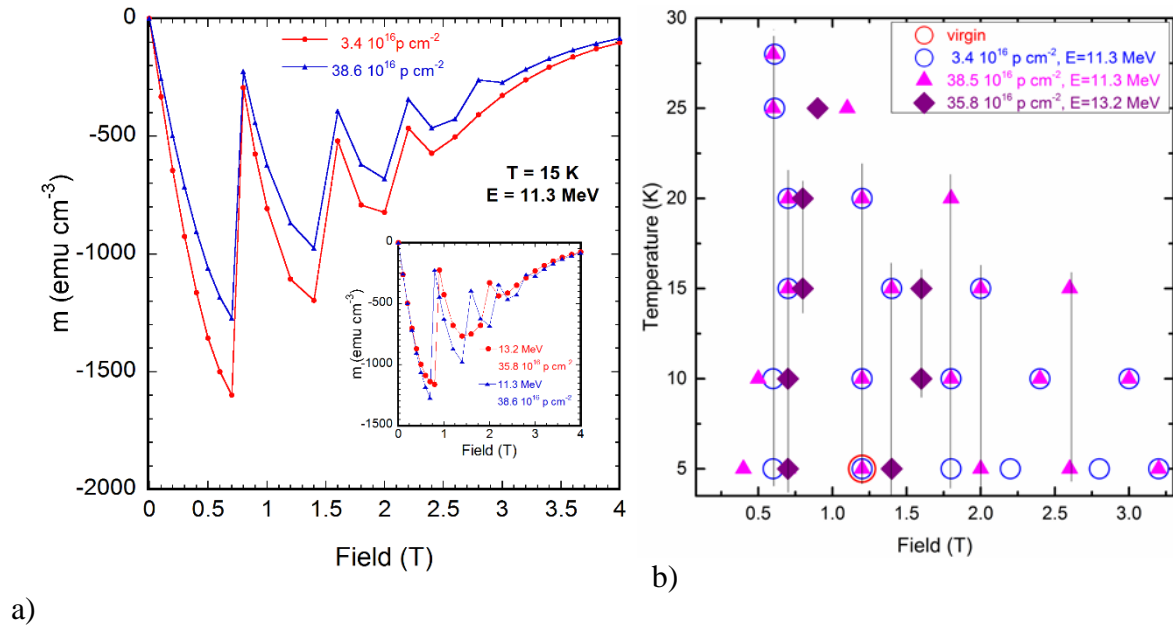 m (emu cm⁻³)
0
-500
-1000
-1500
-2000
3.4 10¹⁶p cm⁻²
38.6 10¹⁶p cm⁻²
T = 15 K
E = 11.3 MeV
m (emu cm⁻³)
0
-500
-1000
-1500
13.2 MeV
35.8 10¹⁶ p cm⁻²
11.3 MeV
38.6 10¹⁶ p cm⁻²
0 1 2 3 4
Field (T)
0 0.5 1 1.5 2 2.5 3 3.5 4
Field (T)
a)
Temperature (K)
30
25
20
15
10
5
virgin
3.4 10¹⁶ p cm⁻², E=11.3 MeV
38.5 10¹⁶ p cm⁻², E=11.3 MeV
35.8 10¹⁶ p cm⁻², E=13.2 MeV
0.5 1.0 1.5 2.0 2.5 3.0
Field (T)
b)